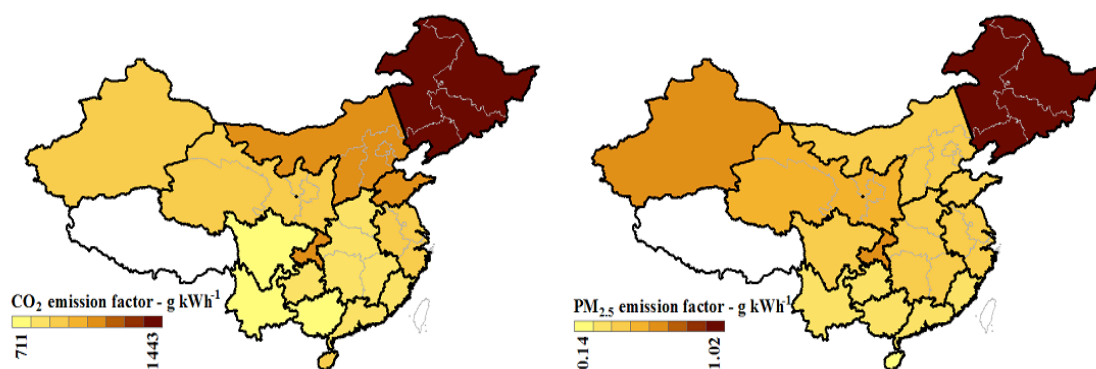 CO₂ emission factor - g kWh⁻¹
711
1443
PM₂.₅ emission factor - g kWh⁻¹
0.14
1.02